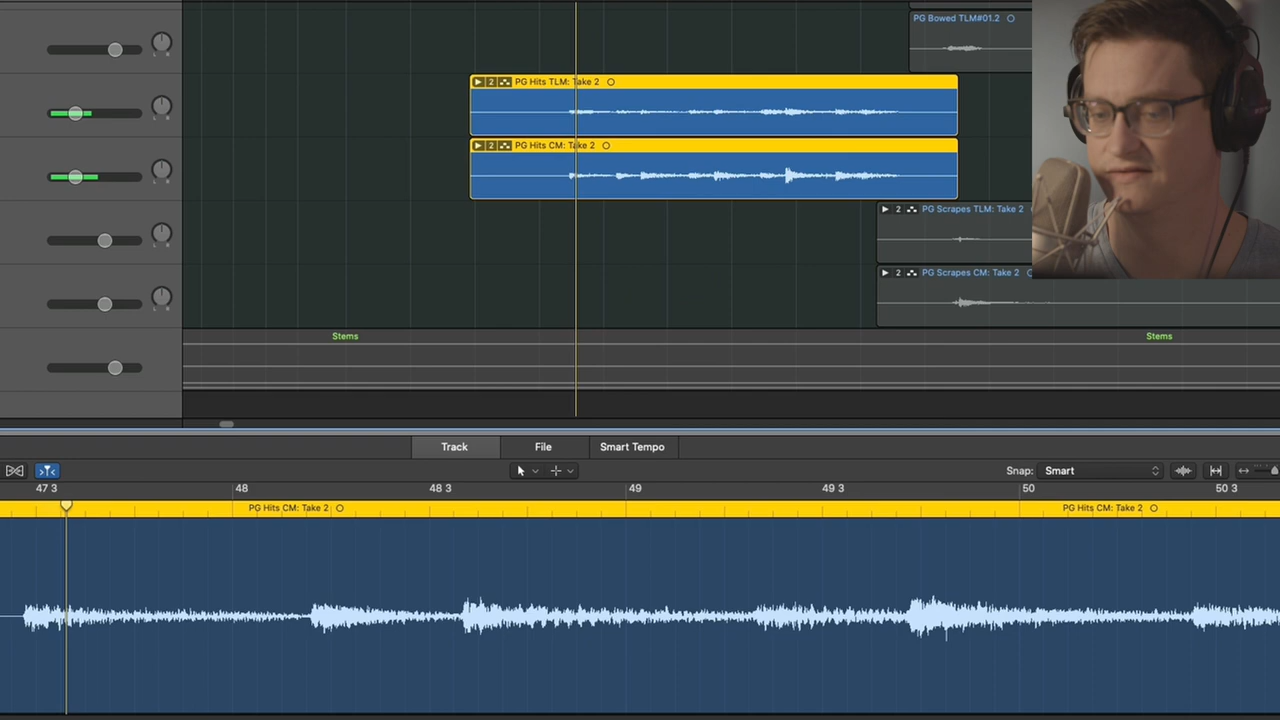 PG Bowed TLM#01.2
2 PG Hits TLM: Take 2
2 PG Hits CM: Take 2
2 PG Scrapes TLM: Take 2
2 PG Scrapes CM: Take 2
Stems Stems
Track File Smart Tempo
Snap: Smart
47 3 48 48 3 49 49 3 50 50 3
PG Hits CM: Take 2 PG Hits CM: Take 2